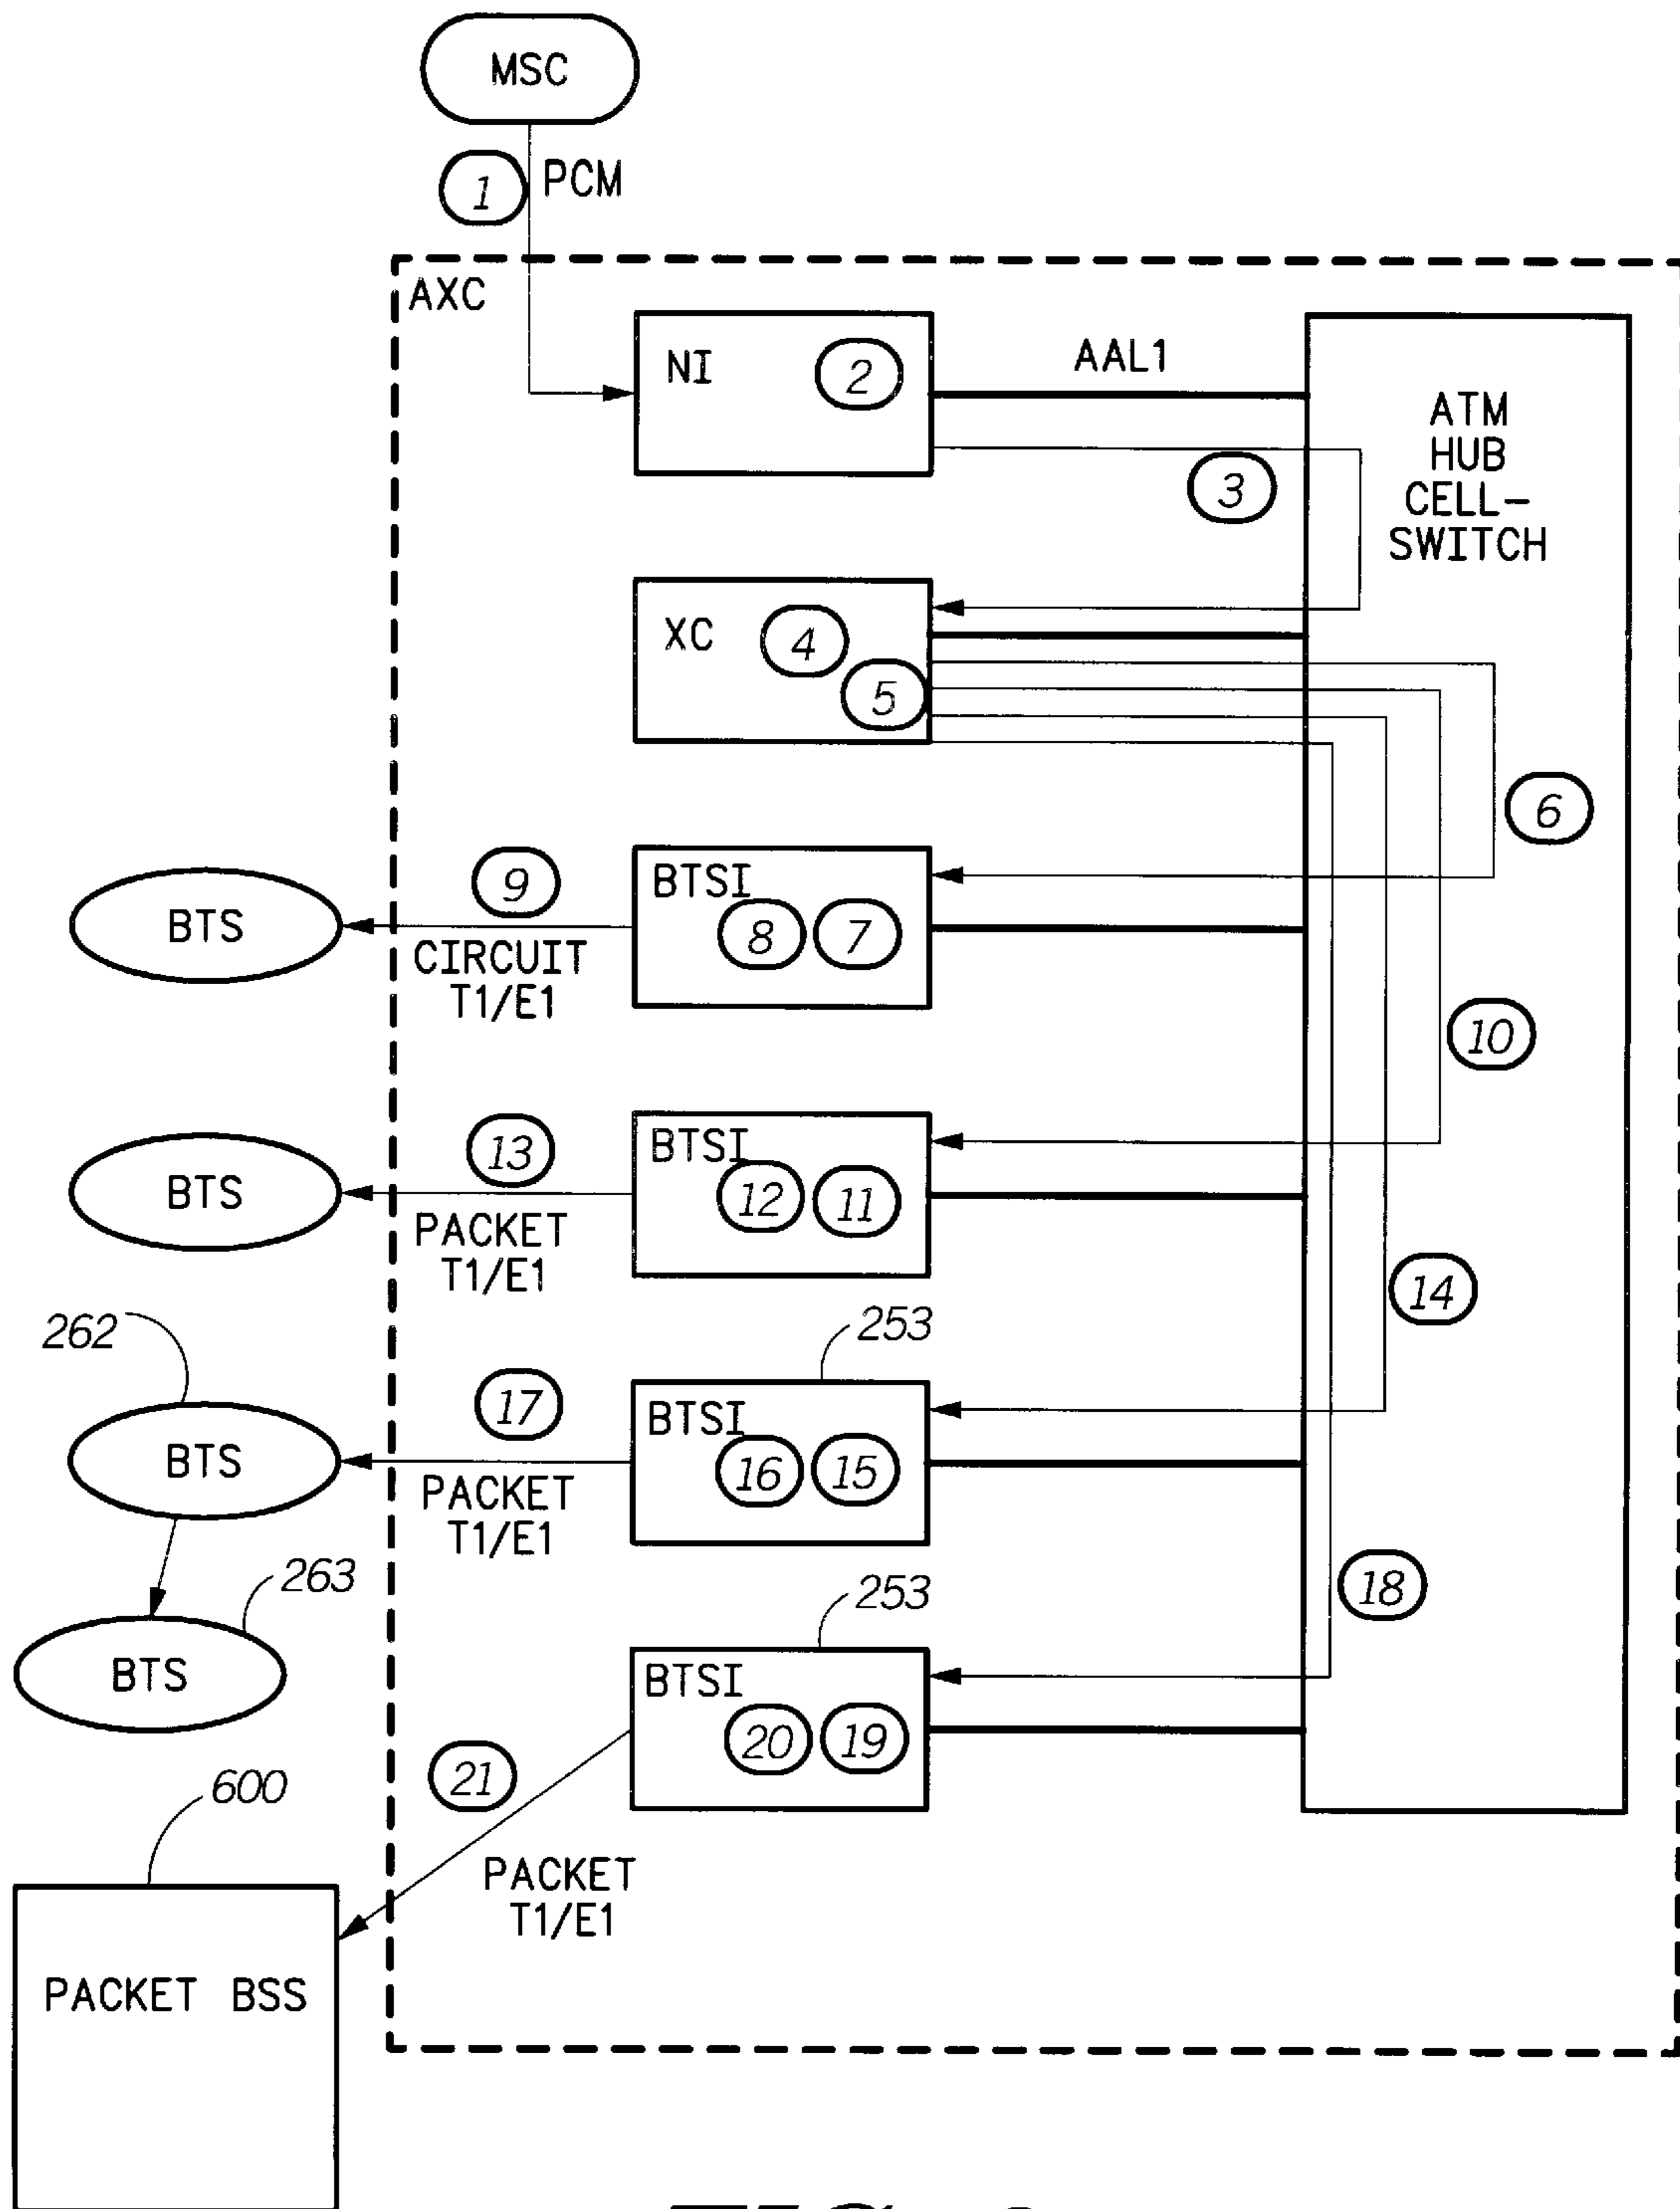 MSC
1
PCM
AXC
NI
2
AAL1
ATM
HUB
CELL-
SWITCH
3
XC
4
5
6
BTS
9
CIRCUIT
T1/E1
BTSI
8
7
10
BTS
13
PACKET
T1/E1
BTSI
12
11
14
262
BTS
17
PACKET
T1/E1
253
BTSI
16
15
18
263
BTS
253
BTSI
20
19
21
PACKET
T1/E1
600
PACKET BSS